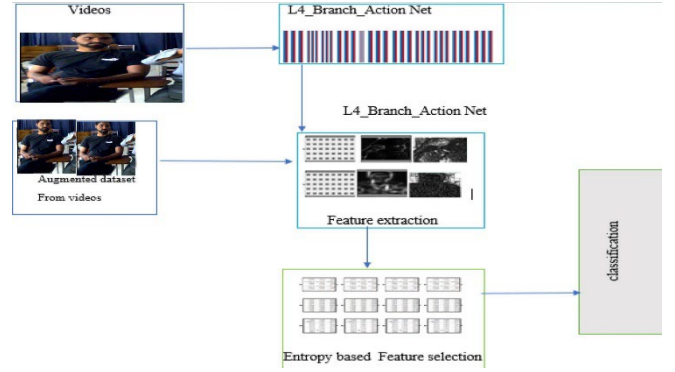 Videos
L4_Branch_Action Net
L4_Branch_Action Net
Augmented dataset
From videos
Feature extraction
classification
Entropy based Feature selection